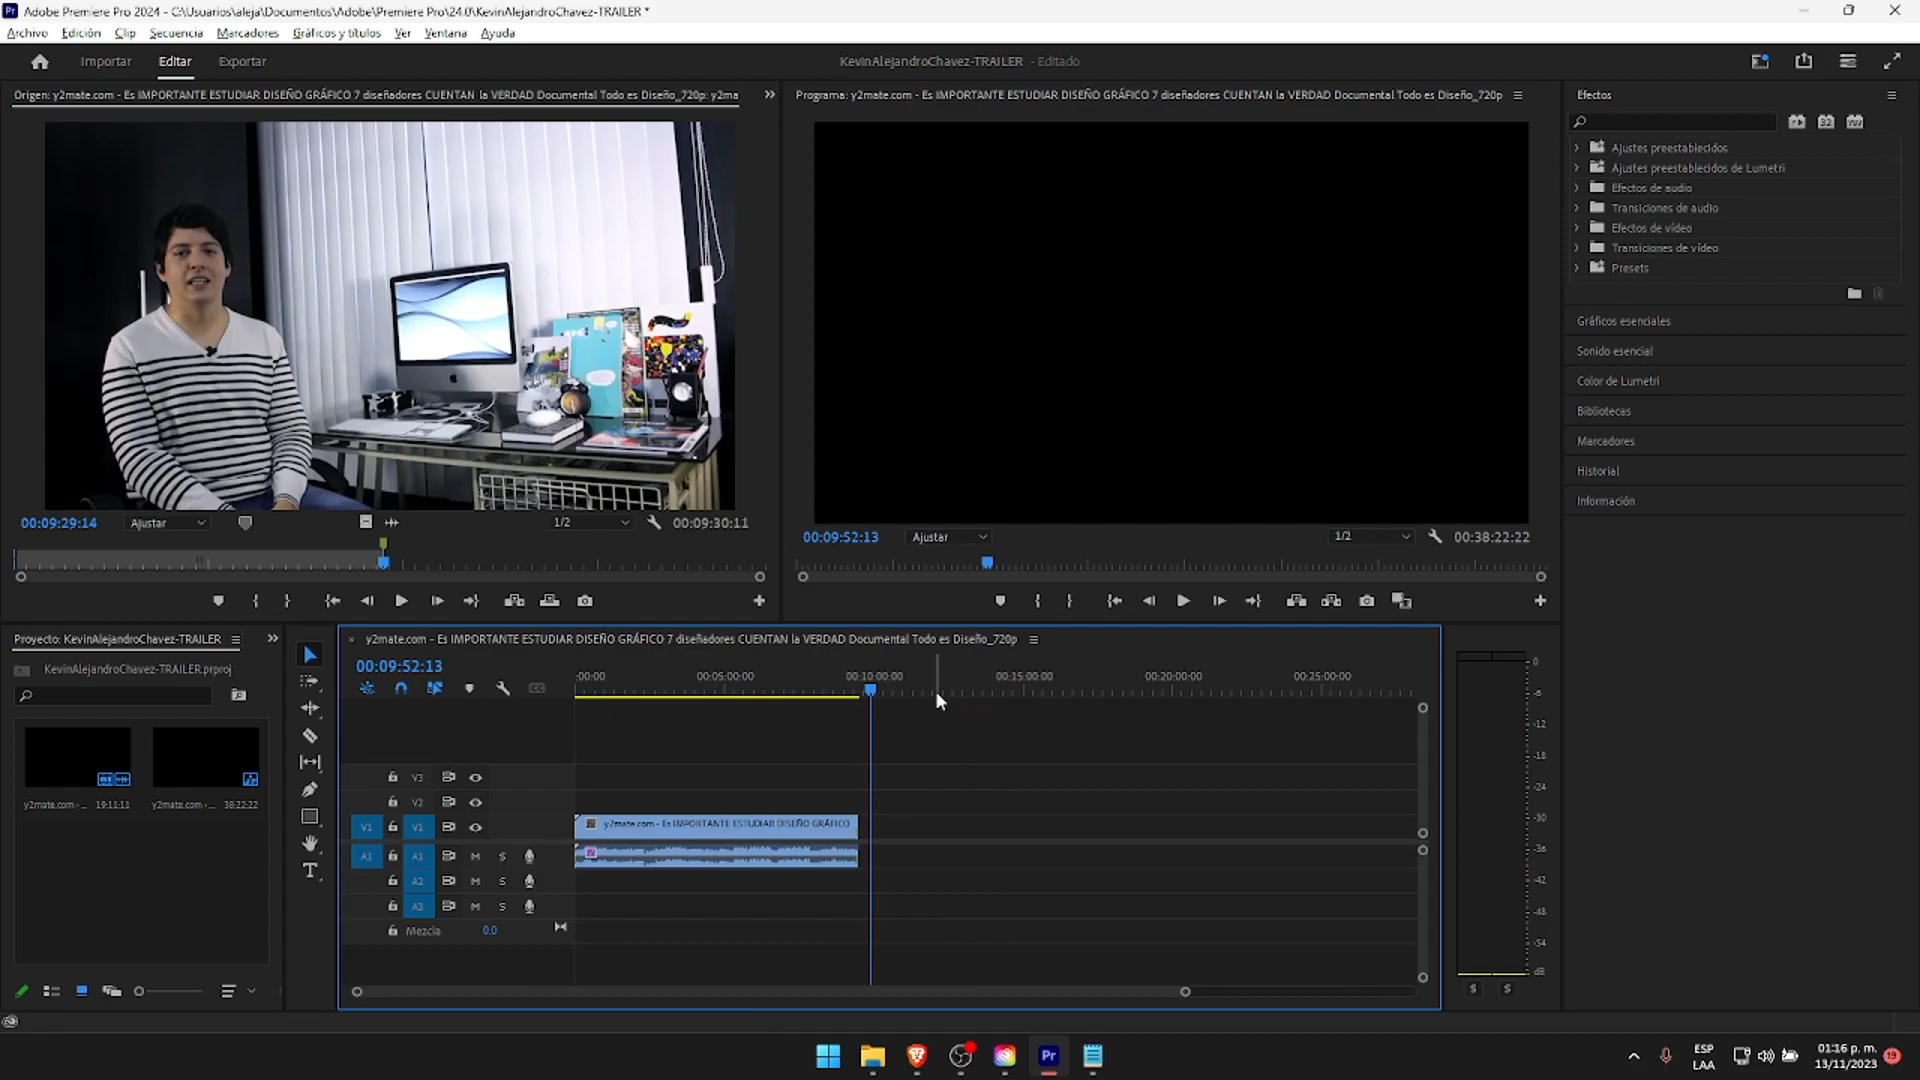 Adobe Premiere Pro 2024 - C:\Usuarios\aleja\Documentos\Adobe\Premiere Pro\24.0\KevinAlejandroChavez-TRAILER *
Archivo Edición Clip Secuencia Marcadores Gráficos y títulos Ver Ventana Ayuda
Importar Editar Exportar
KevinAlejandroChavez-TRAILER - Editado
Origen: y2mate.com - Es IMPORTANTE ESTUDIAR DISEÑO GRÁFICO 7 diseñadores CUENTAN la VERDAD Documental Todo es Diseño_720p: y2ma
Programa: y2mate.com - Es IMPORTANTE ESTUDIAR DISEÑO GRÁFICO 7 diseñadores CUENTAN la VERDAD Documental Todo es Diseño_720p
Efectos
32
Ajustes preestablecidos
Ajustes preestablecidos de Lumetri
Efectos de audio
Transiciones de audio
Efectos de vídeo
Transiciones de vídeo
Presets
Gráficos esenciales
Sonido esencial
Color de Lumetri
Bibliotecas
Marcadores
Historial
Información
00:09:29:14 Ajustar 1/2 00:09:30:11
00:09:52:13 Ajustar 1/2 00:38:22:22
Proyecto: KevinAlejandroChavez-TRAILER
KevinAlejandroChavez-TRAILER.prproj
y2mate.com -... 19:11:11
y2mate.com -... 38:22:22
y2mate.com - Es IMPORTANTE ESTUDIAR DISEÑO GRÁFICO 7 diseñadores CUENTAN la VERDAD Documental Todo es Diseño_720p
00:09:52:13
:00:00 00:05:00:00 00:10:00:00 00:15:00:00 00:20:00:00 00:25:00:00
V3
V2
V1 V1
y2mate.com - Es IMPORTANTE ESTUDIAR DISEÑO GRÁFICO
A1 A1 M S
fx
A2 M S
A3 M S
Mezcla 0.0
0
-6
-12
-18
-24
-30
-36
-42
-48
-54
dB
S S
Pr
ESP
LAA
01:16 p. m.
13/11/2023
19